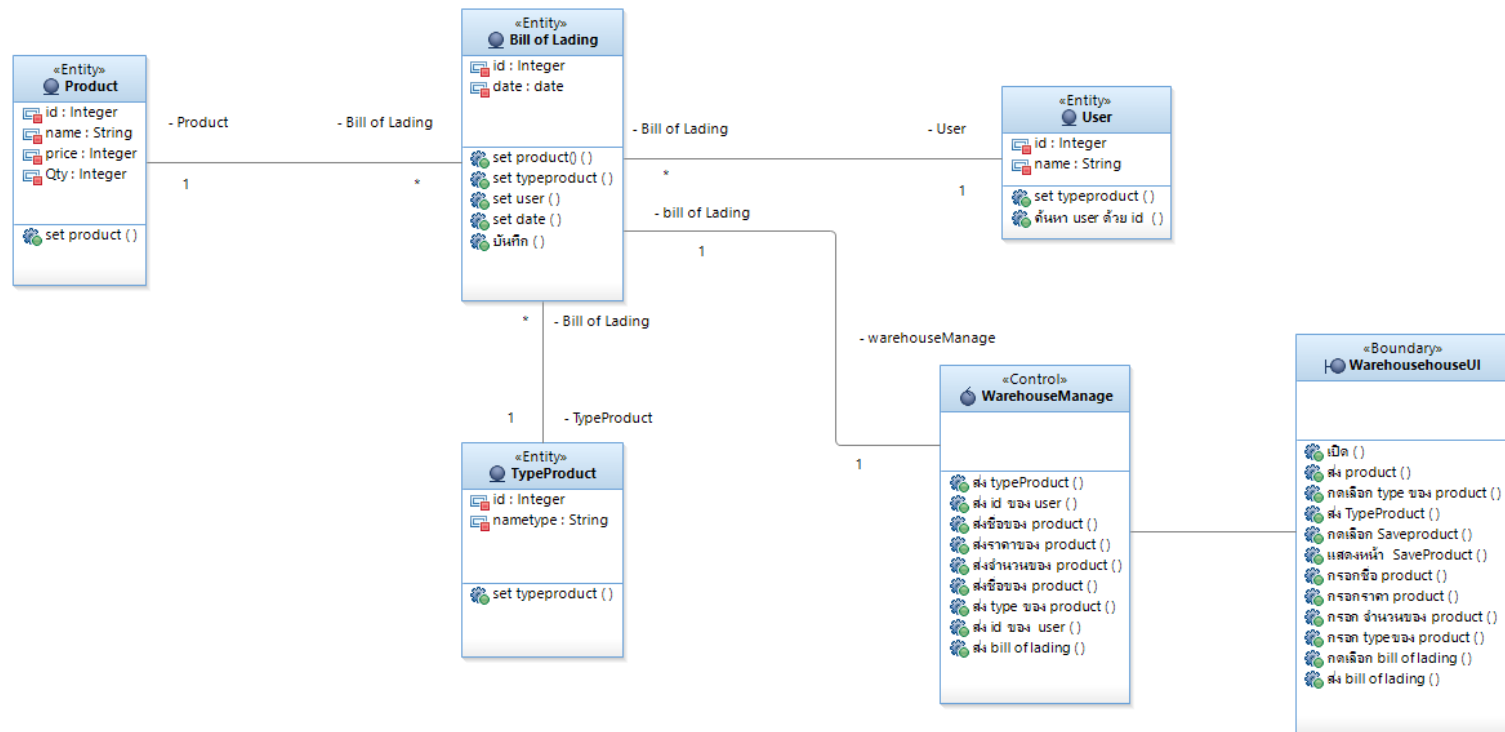 «Entity»
Product
id : Integer
name : String
price : Integer
Qty : Integer
set product ( )
- Product
- Bill of Lading
1
*
«Entity»
Bill of Lading
id : Integer
date : date
set product() ( )
set typeproduct ( )
set user ( )
set date ( )
บันทึก ( )
- Bill of Lading
- User
*
1
«Entity»
User
id : Integer
name : String
set typeproduct ( )
ค้นหา user ด้วย id ( )
- bill of Lading
1
- warehouseManage
1
* - Bill of Lading
1 - TypeProduct
«Entity»
TypeProduct
id : Integer
nametype : String
set typeproduct ( )
«Control»
WarehouseManage
ส่ง typeProduct ( )
ส่ง id ของ user ( )
ส่งชื่อของ product ( )
ส่งราคาของ product ( )
ส่งจำนวนของ product ( )
ส่งชื่อของ product ( )
ส่ง type ของ product ( )
ส่ง id ของ user ( )
ส่ง bill of lading ( )
«Boundary»
WarehousehouseUI
เปิด ( )
ส่ง product ( )
กดเลือก type ของ product ( )
ส่ง TypeProduct ( )
กดเลือก Saveproduct ( )
แสดงหน้า SaveProduct ( )
กรอกชื่อ product ( )
กรอกราคา product ( )
กรอก จำนวนของ product ( )
กรอก typeของ product ( )
กดเลือก bill of lading ( )
ส่ง bill of lading ( )